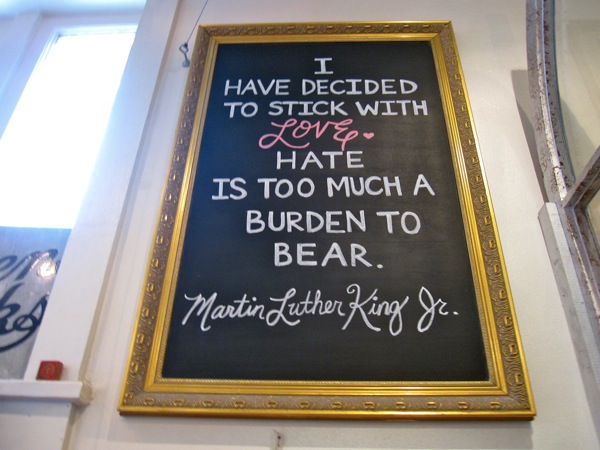 I
HAVE DECIDED
TO STICK WITH
LOVE.
HATE
IS TOO MUCH A
BURDEN TO
BEAR.
Martin Luther King Jr.